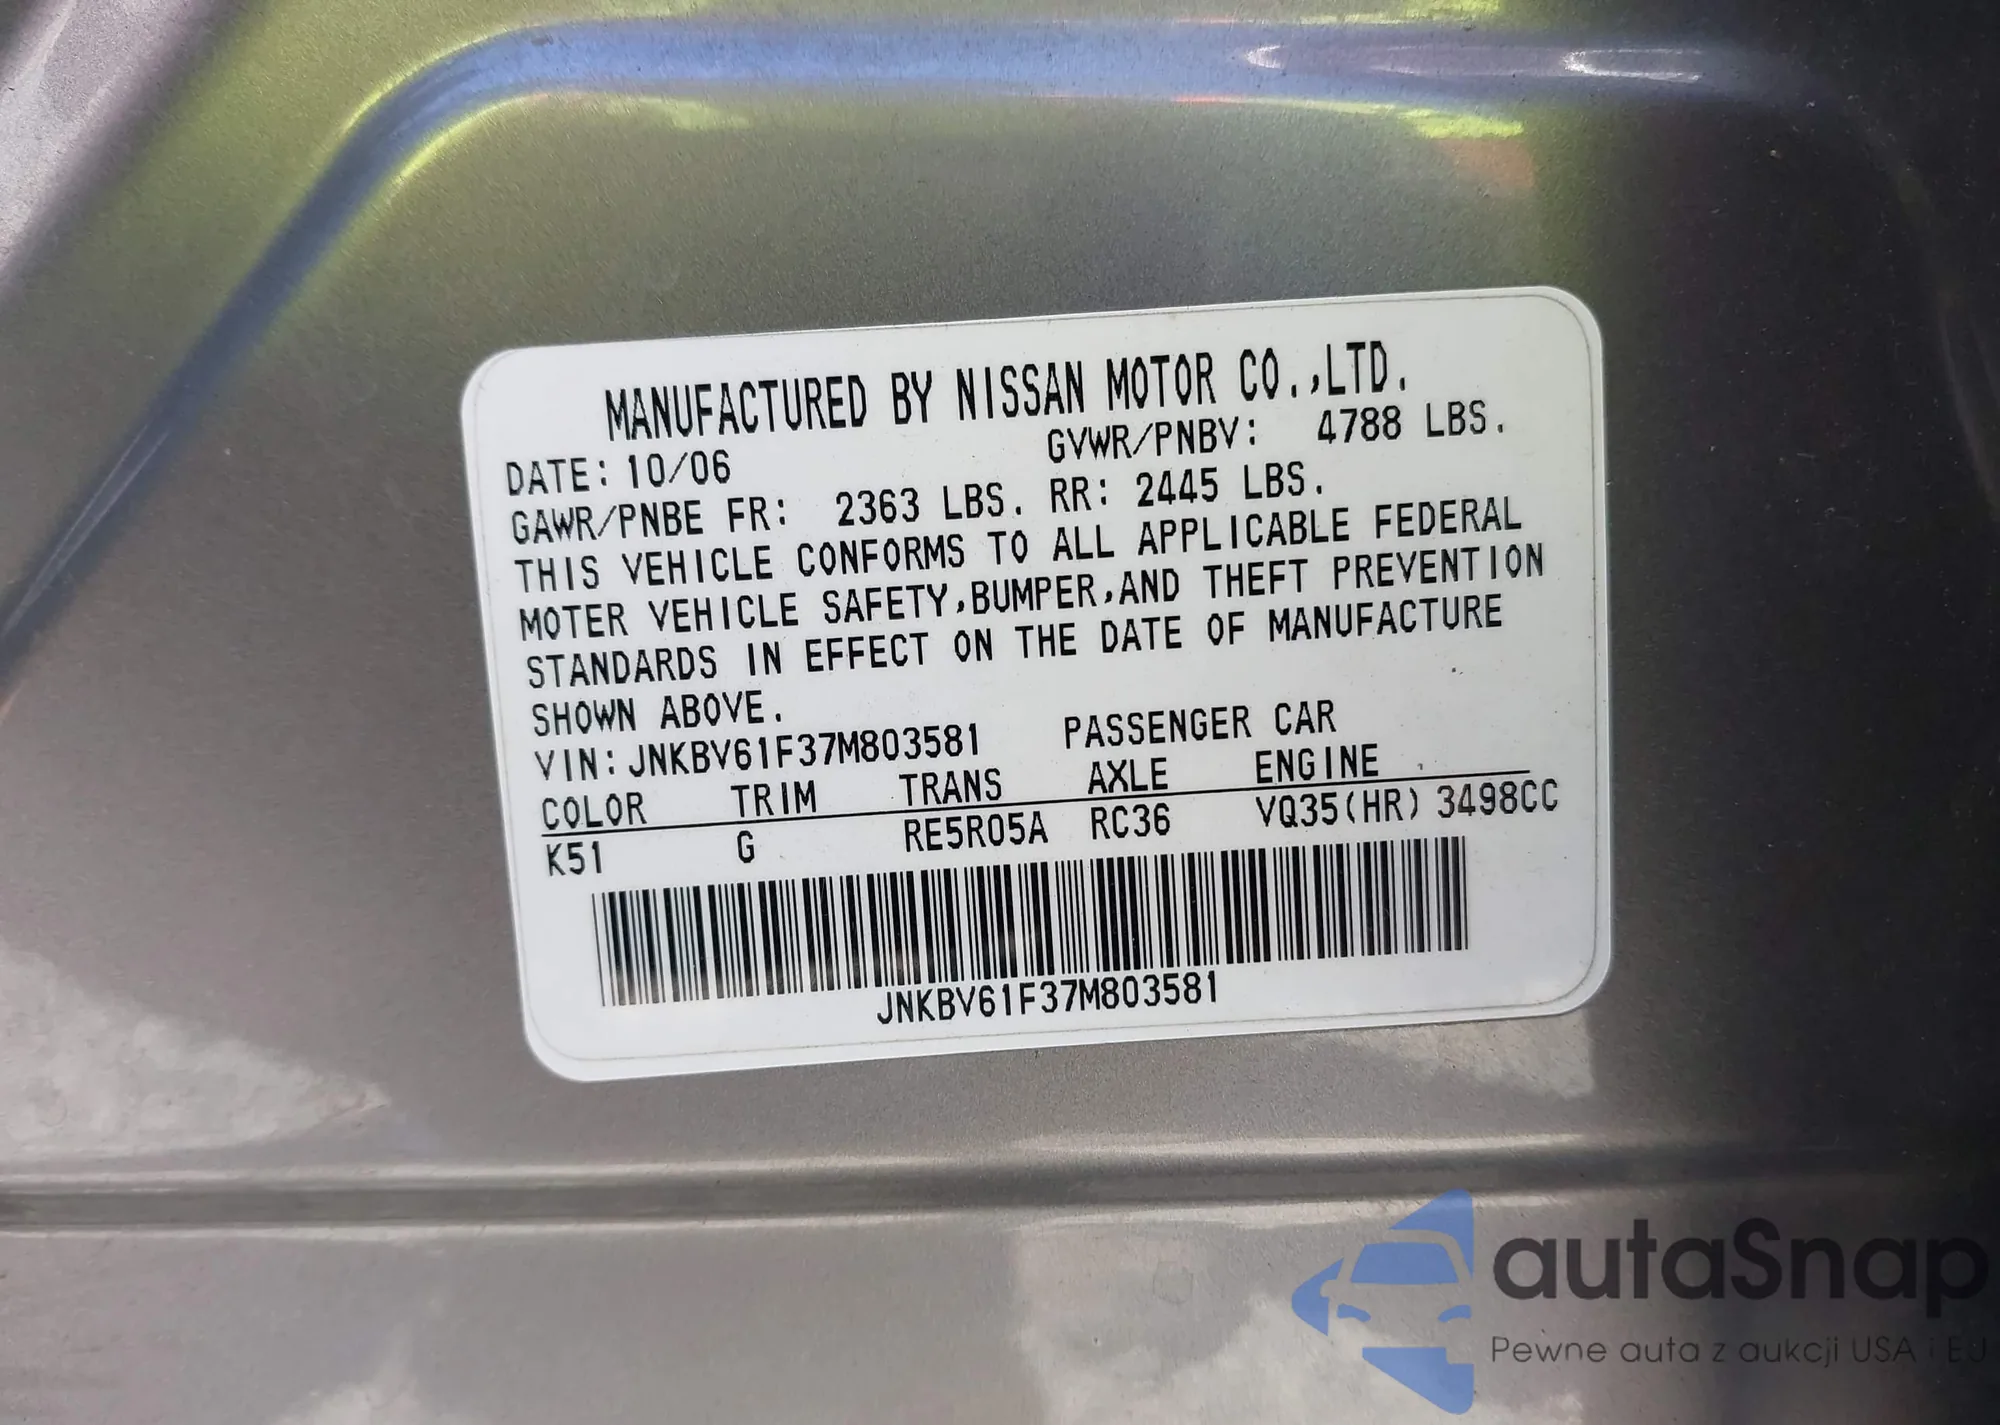 MANUFACTURED BY NISSAN MOTOR CO.,LTD.
DATE: 10/06 GVWR/PNBV: 4788 LBS.
GAWR/PNBE FR: 2363 LBS. RR: 2445 LBS.
THIS VEHICLE CONFORMS TO ALL APPLICABLE FEDERAL
MOTER VEHICLE SAFETY,BUMPER,AND THEFT PREVENTION
STANDARDS IN EFFECT ON THE DATE OF MANUFACTURE
SHOWN ABOVE.
VIN: JNKBV61F37M803581 PASSENGER CAR
COLOR TRIM TRANS AXLE ENGINE
K51 G RE5R05A RC36 VQ35(HR) 3498CC
JNKBV61F37M803581
autaSnap
Pewne auta z aukcji USA i EU